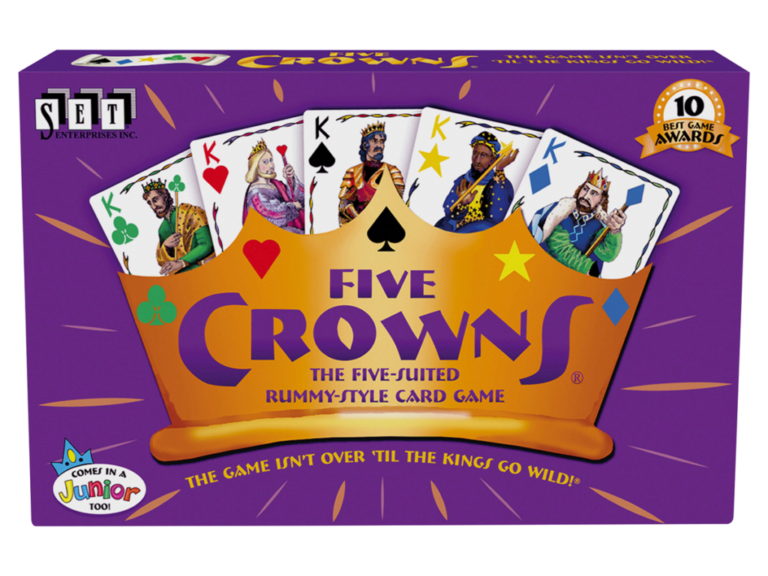 FIVE
CROWNS
THE GAME ISN'T OVER
'TIL THE KINGS GO WILD!®
SET
ENTERPRISES INC.
10
BEST GAME
AWARDS
K
K
K
K
K
FIVE
CROWNS®
THE FIVE-SUITED
RUMMY-STYLE CARD GAME
COMES IN A
Junior
TOO!
THE GAME ISN'T OVER 'TIL THE KINGS GO WILD!®